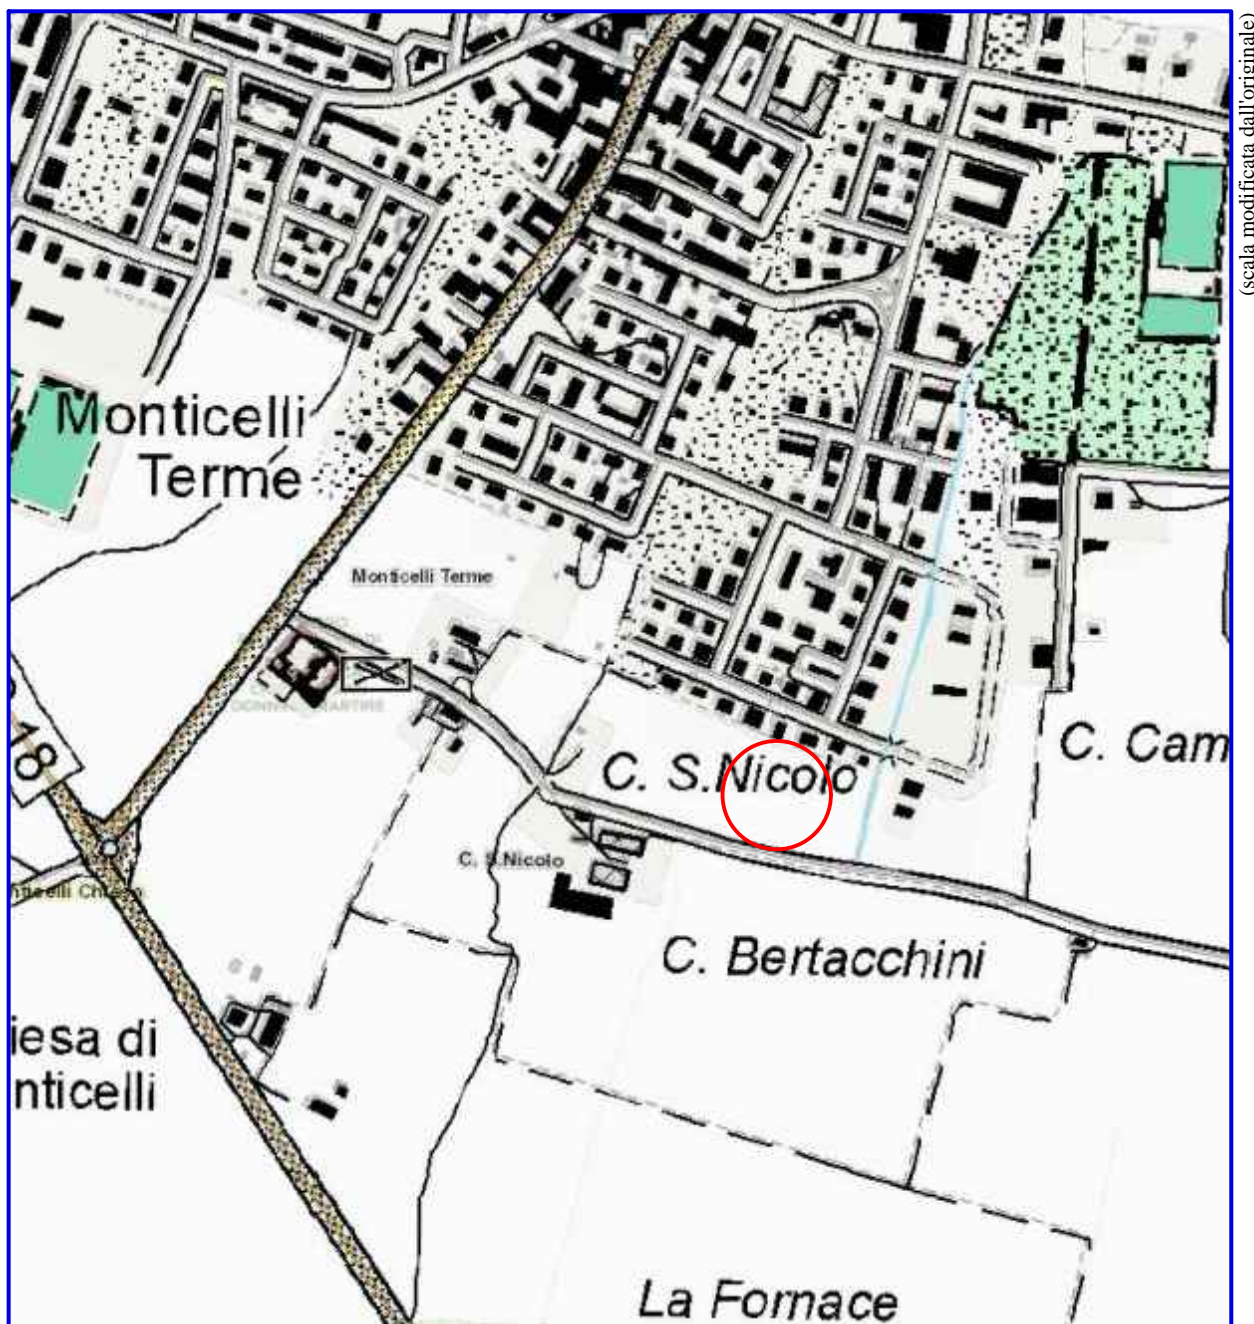 (scala modificata dall'originale)
Monticelli
Terme
Monticelli Terme
18
C. Cam
C. S.Nicolo
C. S.Nicolo
C. Bertacchini
iesa di
nticelli
La Fornace